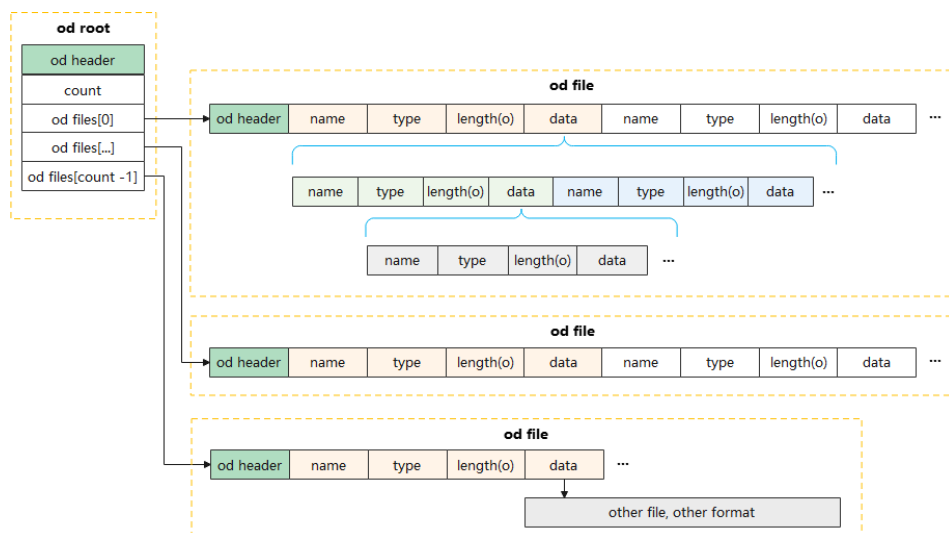 od root
od header
count
od files[0]
od files[...]
od files[count -1]
od file
od header name type length(o) data name type length(o) data ...
name type length(o) data name type length(o) data ...
name type length(o) data ...
od file
od header name type length(o) data name type length(o) data ...
od file
od header name type length(o) data ...
other file, other format